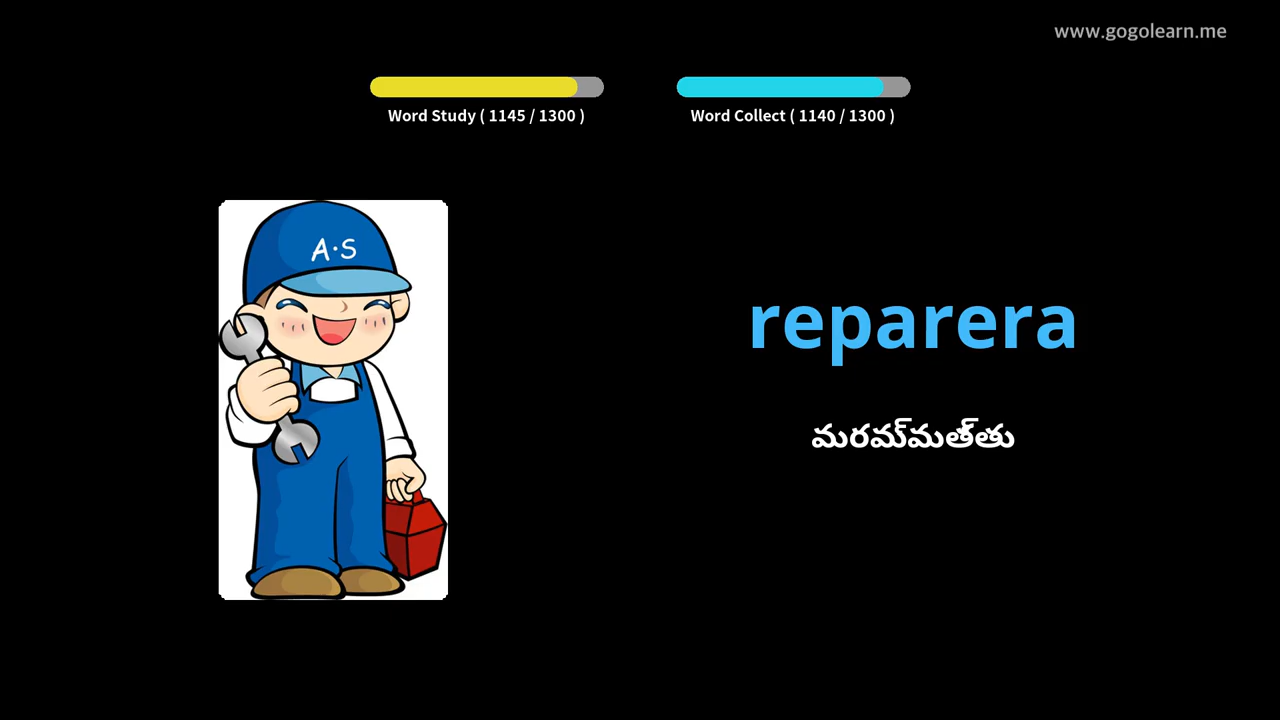 www.gogolearn.me
Word Study ( 1145 / 1300 )
Word Collect ( 1140 / 1300 )
A·S
reparera
మరమ్మత్తు